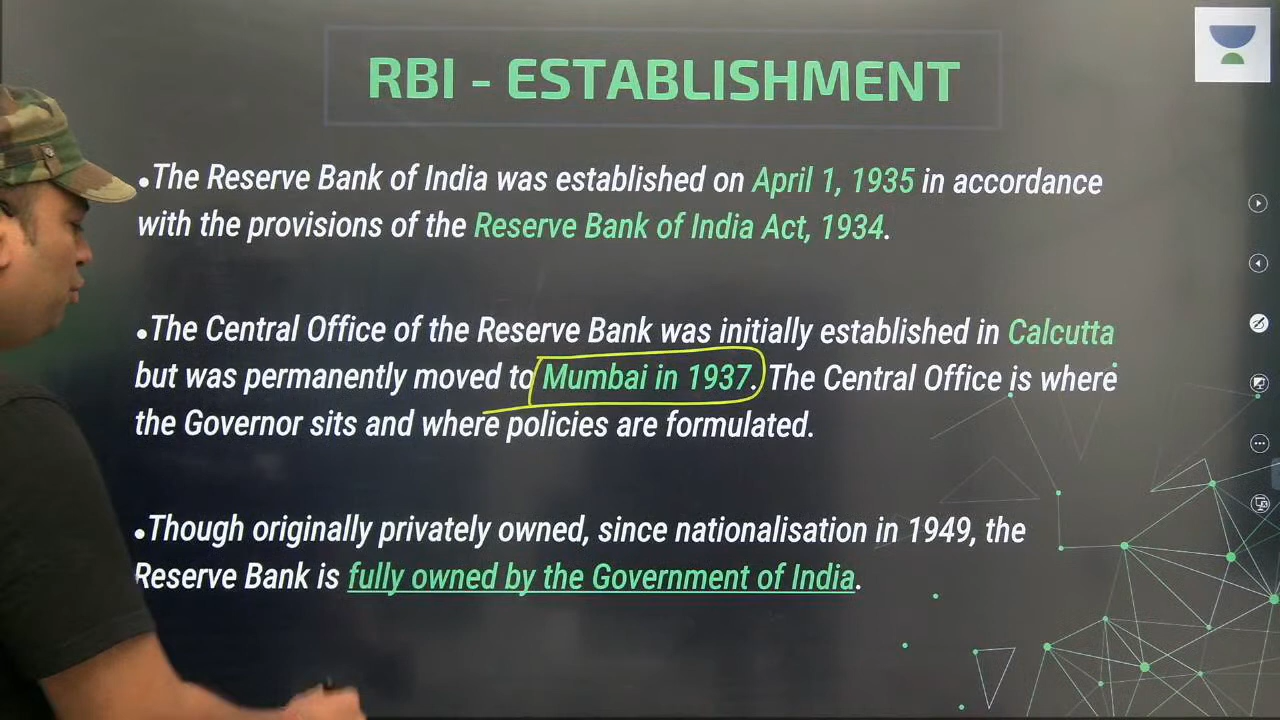 RBI - ESTABLISHMENT
•The Reserve Bank of India was established on April 1, 1935 in accordance
with the provisions of the Reserve Bank of India Act, 1934.
•The Central Office of the Reserve Bank was initially established in Calcutta
but was permanently moved to Mumbai in 1937. The Central Office is where
the Governor sits and where policies are formulated.
•Though originally privately owned, since nationalisation in 1949, the
Reserve Bank is fully owned by the Government of India.